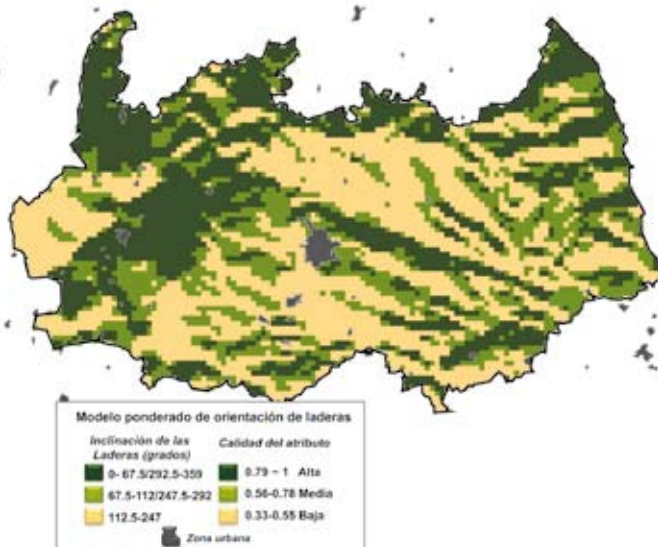 Modelo ponderado de orientación de laderas
Inclinación de las Laderas (grados)
Calidad del atributo
0- 67.5/292.5-359
0.79 - 1 Alta
67.5-112/247.5-292
0.56-0.78 Media
112.5-247
0.33-0.55 Baja
Zona urbana